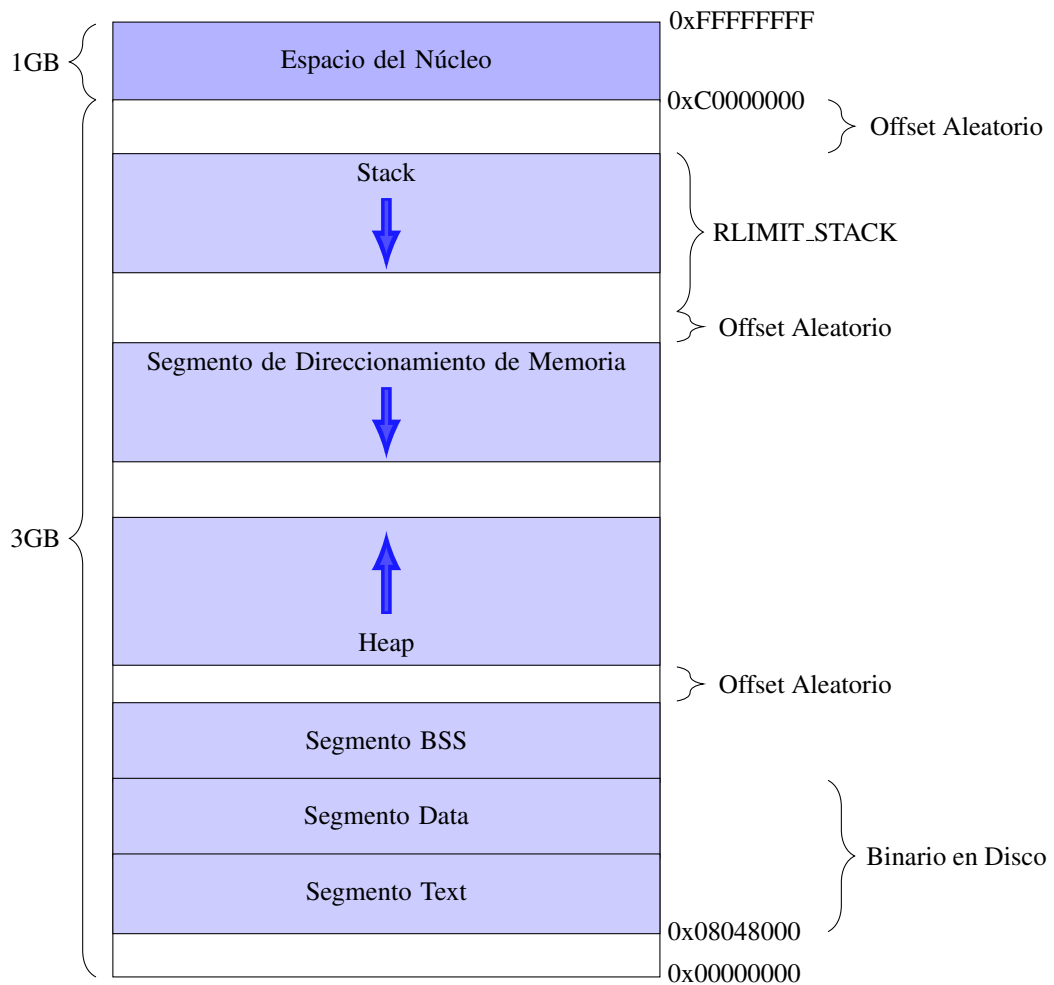 0xFFFFFFFF
1GB
Espacio del Núcleo
0xC0000000
Offset Aleatorio
Stack
RLIMIT_STACK
Offset Aleatorio
Segmento de Direccionamiento de Memoria
3GB
Heap
Offset Aleatorio
Segmento BSS
Segmento Data
Binario en Disco
Segmento Text
0x08048000
0x00000000